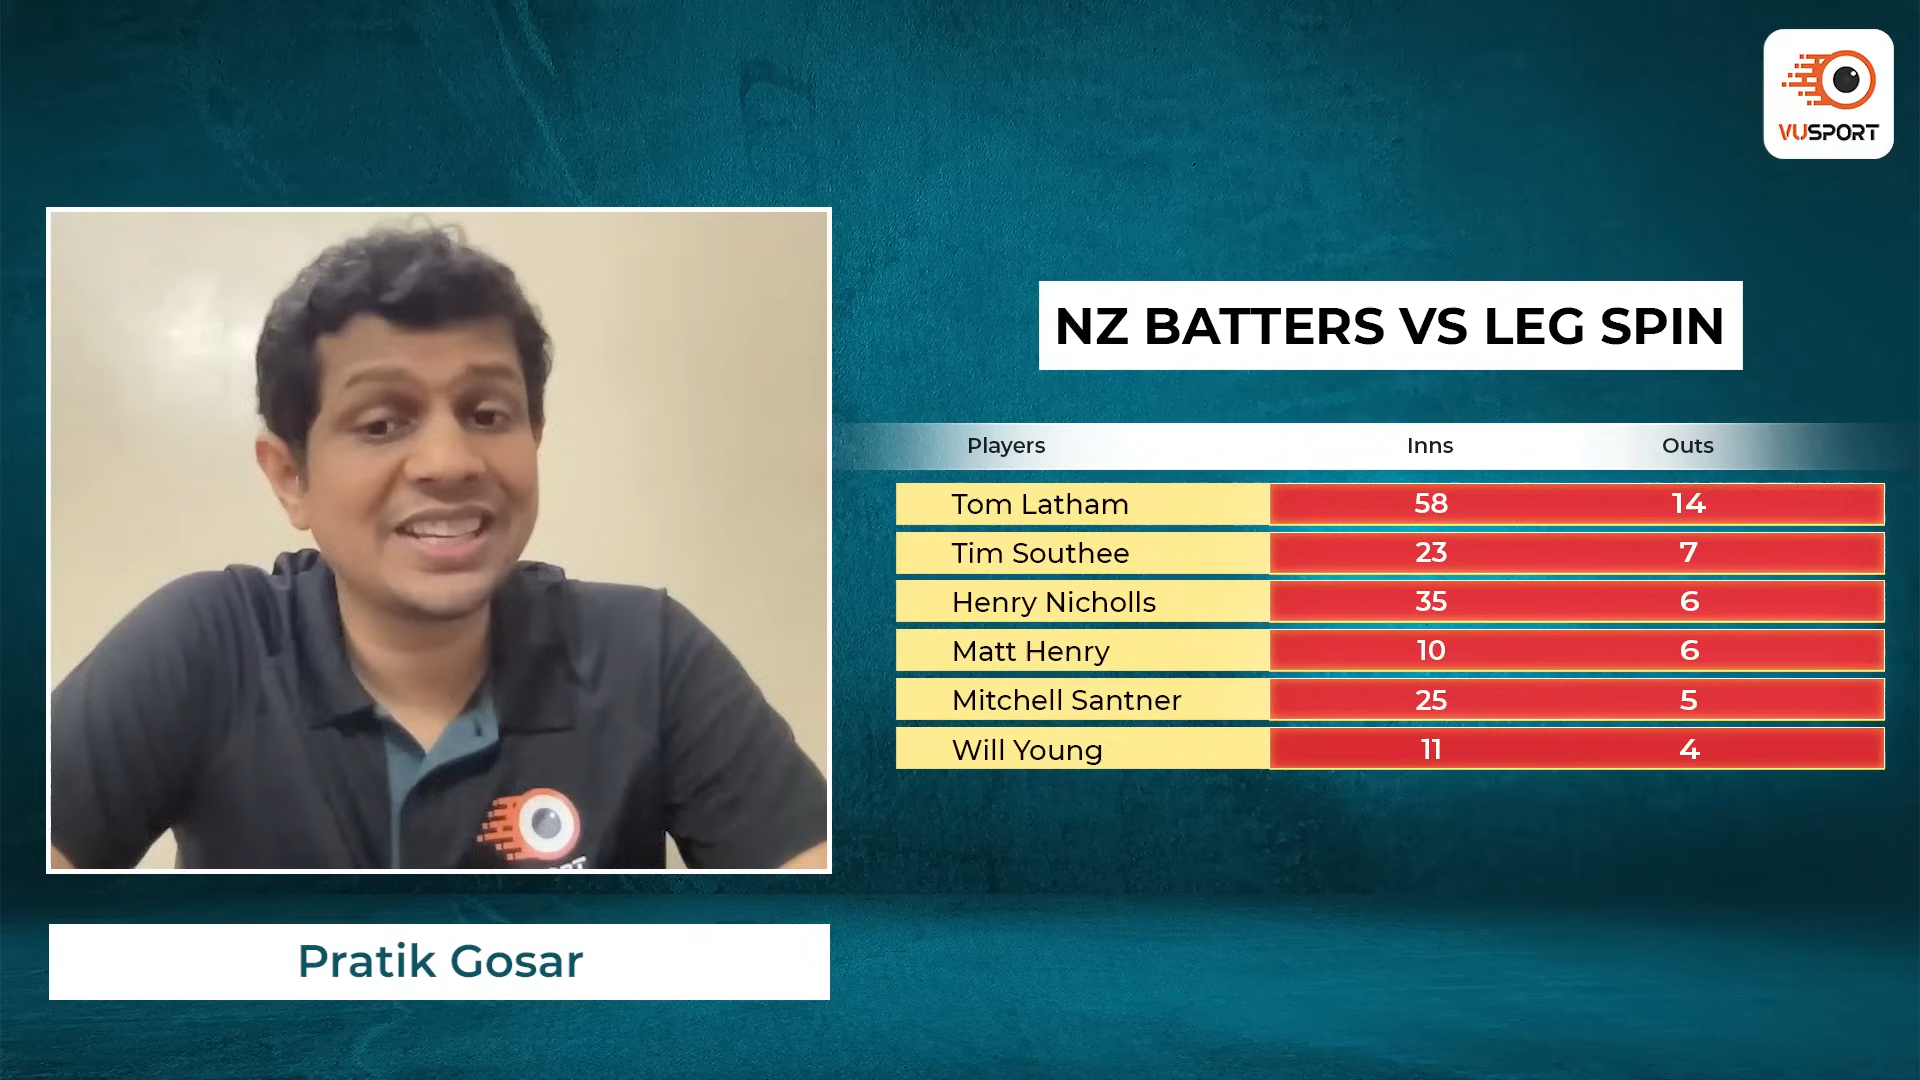 VUSPORT
NZ BATTERS VS LEG SPIN
Players Inns Outs
Tom Latham 58 14
Tim Southee 23 7
Henry Nicholls 35 6
Matt Henry 10 6
Mitchell Santner 25 5
Will Young 11 4
Pratik Gosar